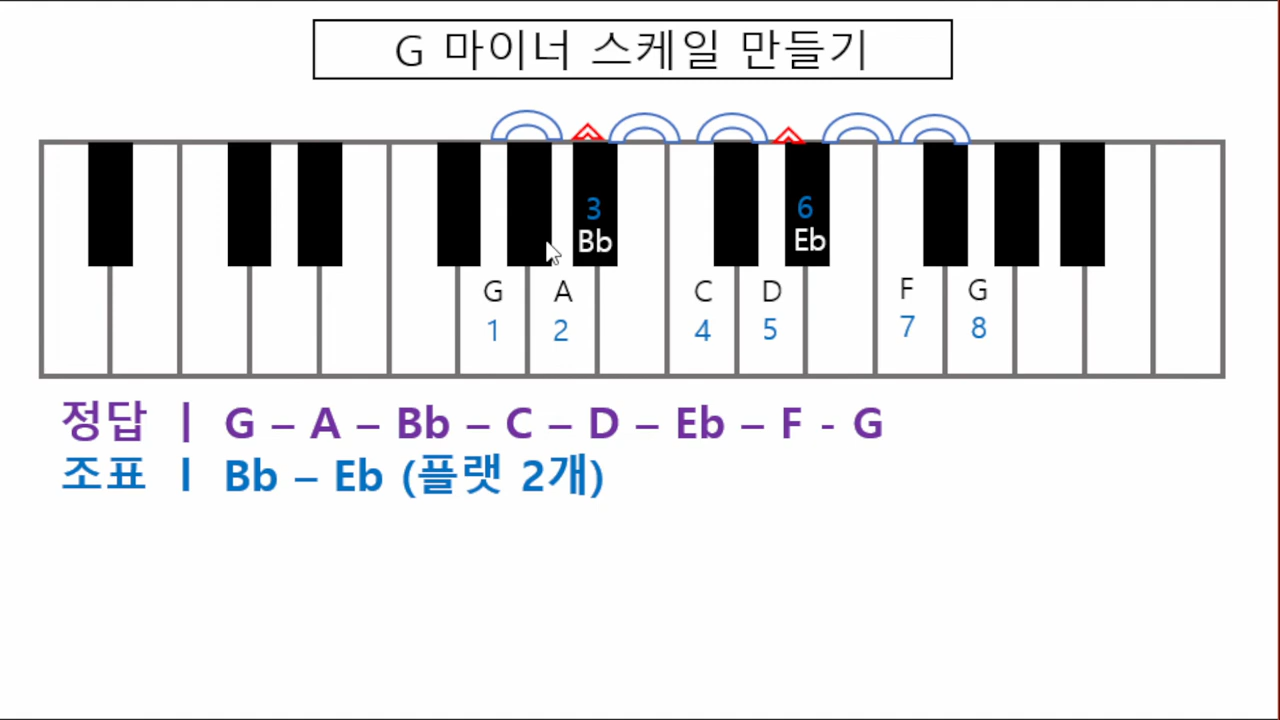 G 마이너 스케일 만들기
3 6
Bb Eb
G A C D F G
1 2 4 5 7 8
정답 | G – A – Bb – C – D – Eb – F - G
조표 | Bb – Eb (플랫 2개)